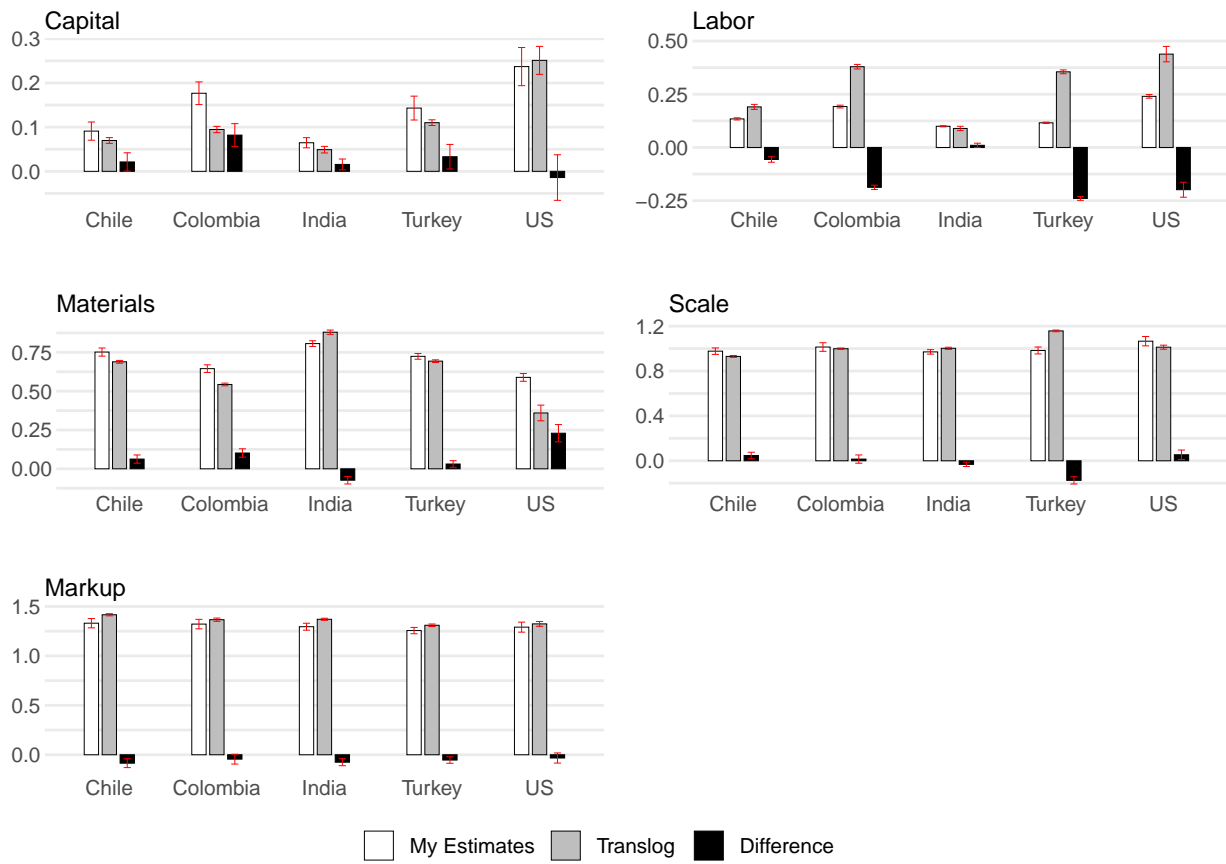 Capital
0.3
0.2
0.1
0.0
Chile Colombia India Turkey US
Labor
0.50
0.25
0.00
−0.25
Chile Colombia India Turkey US
Materials
0.75
0.50
0.25
0.00
Chile Colombia India Turkey US
Scale
1.2
0.8
0.4
0.0
Chile Colombia India Turkey US
Markup
1.5
1.0
0.5
0.0
Chile Colombia India Turkey US
My Estimates Translog Difference